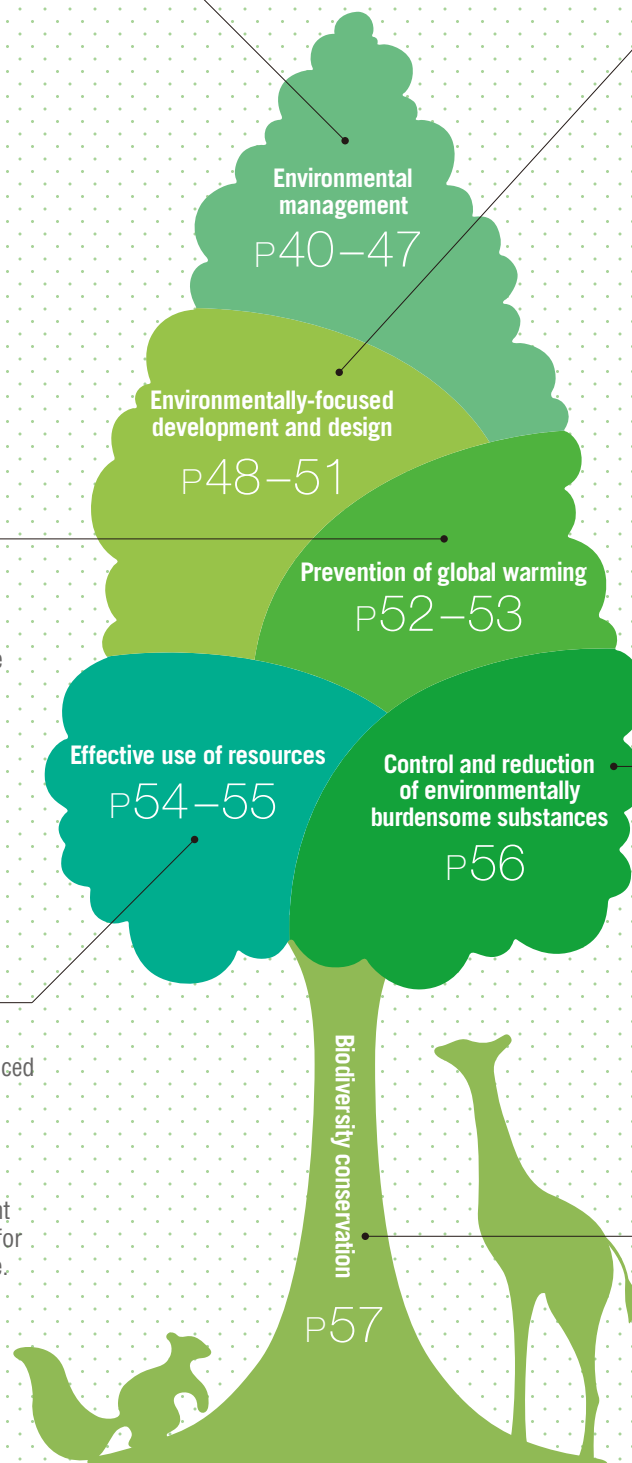 Environmental
management
P40–47
Environmentally-focused
development and design
P48–51
Prevention of global warming
P52–53
Effective use of resources
P54–55
Control and reduction
of environmentally
burdensome substances
P56
for
Biodiversity conservation
P57